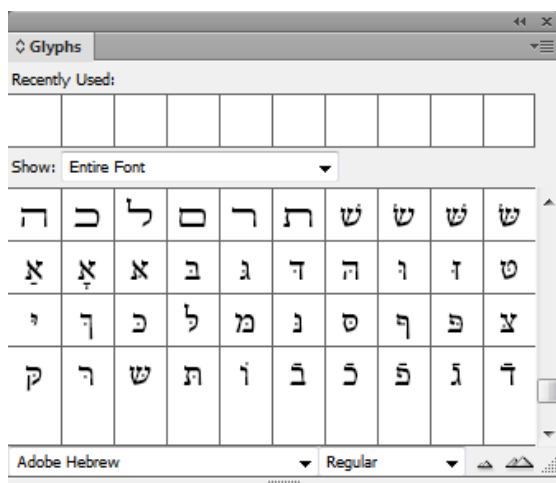 Glyphs
Recently Used:
Show: Entire Font
ﬣ ﬤ ﬥ ﬦ ﬧ ﬨ שׁ שׂ שּׁ שּׂ
אַ אָ אּ בּ גּ דּ הּ וּ זּ טּ
יּ ךּ כּ לּ מּ נּ סּ ףּ פּ צּ
קּ רּ שּ תּ וֹ בֿ כֿ פֿ גֿ דֿ
Adobe Hebrew Regular